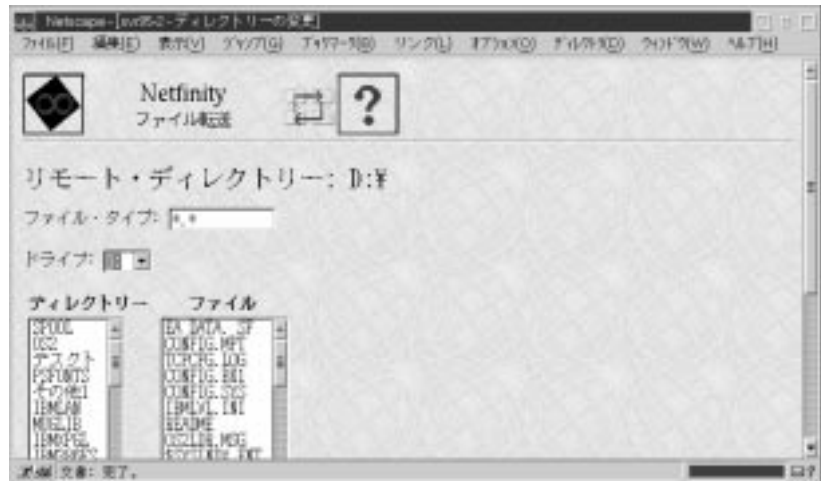 Netscape-[svr95-2-ディレクトリーの変更]
ファイル(F) 編集(E) 表示(V) ジャンプ(G) ブックマーク(B) リンク(L) オプション(O) ディレクトリ(D) ウィンドウ(W) ヘルプ(H)
Netfinity
ファイル転送
?
リモート・ディレクトリー: D:¥
ファイル・タイプ: *.*
ドライブ:
ディレクトリー ファイル
SPOOL
OS2
デスクト
PSFONTS
その他1
IBMLAN
MUGLIB
EA DATA. SF
CONFIG.MPT
TCPCFG.LOG
CONFIG.BK1
CONFIG.SYS
IBMLVL.INI
README
OS2LDR.MSG
文書: 完了。